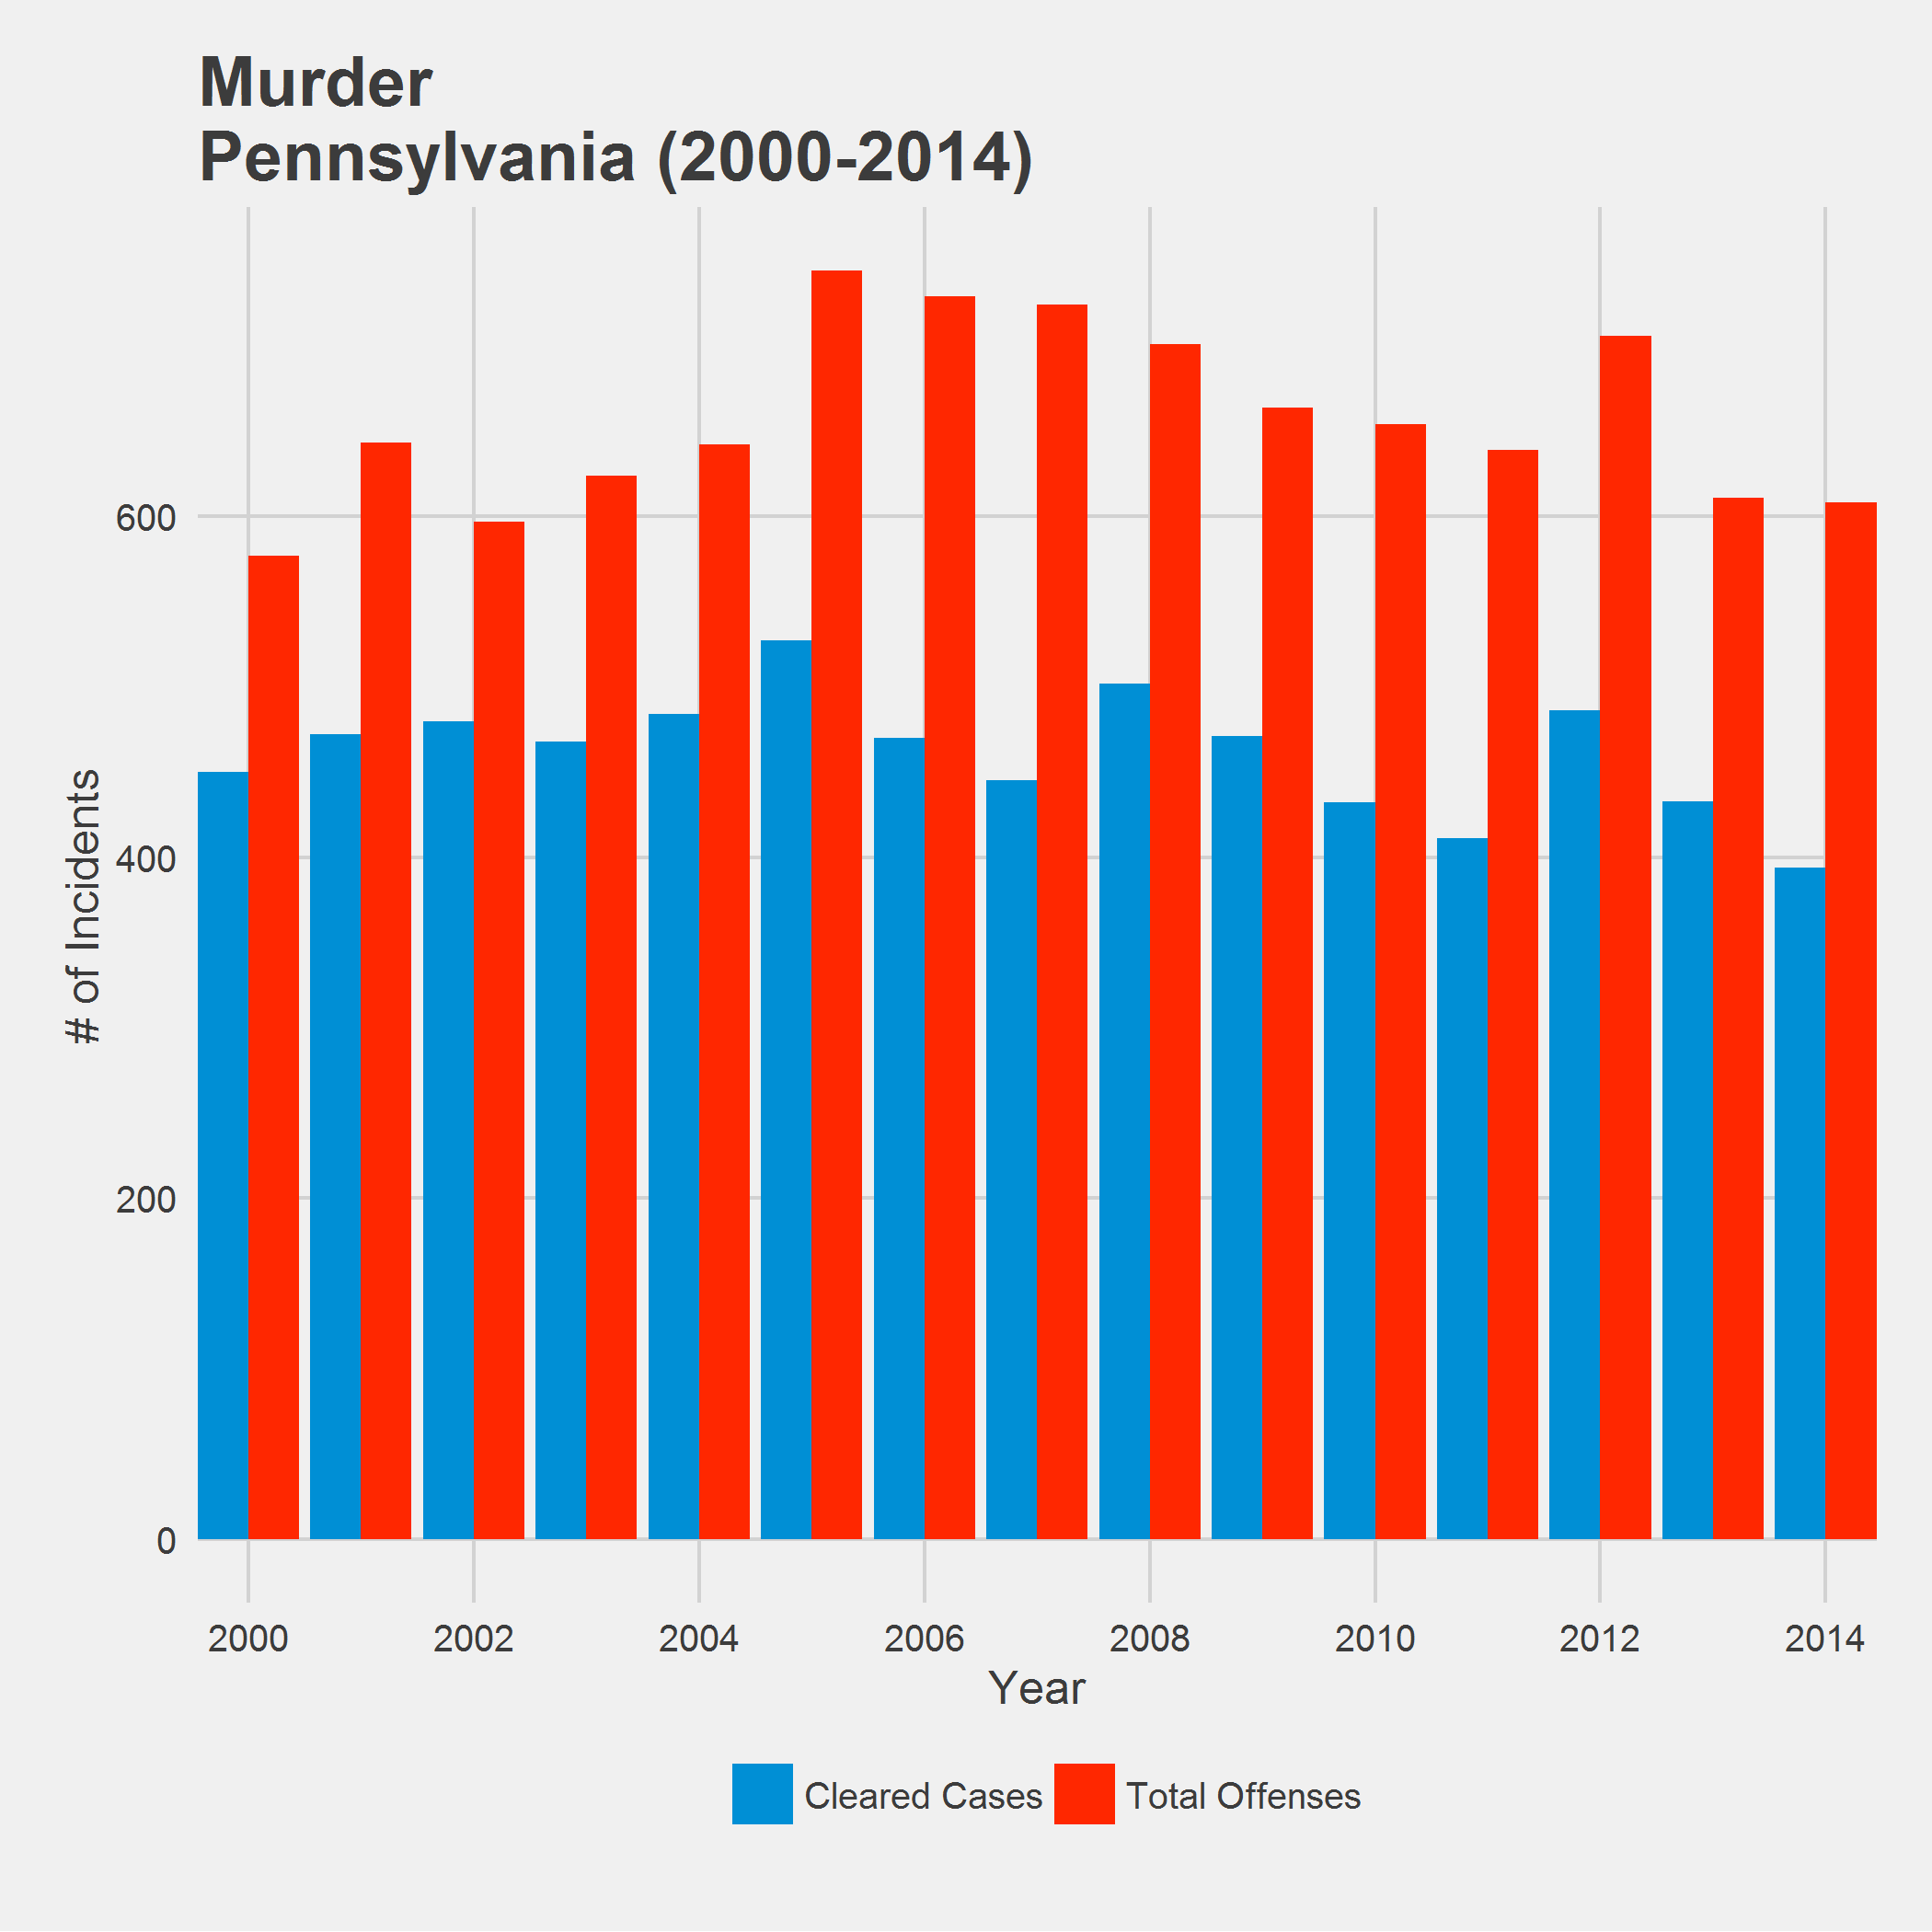 Murder
Pennsylvania (2000-2014)
# of Incidents
600
400
200
0
2000 2002 2004 2006 2008 2010 2012 2014
Year
Cleared Cases Total Offenses